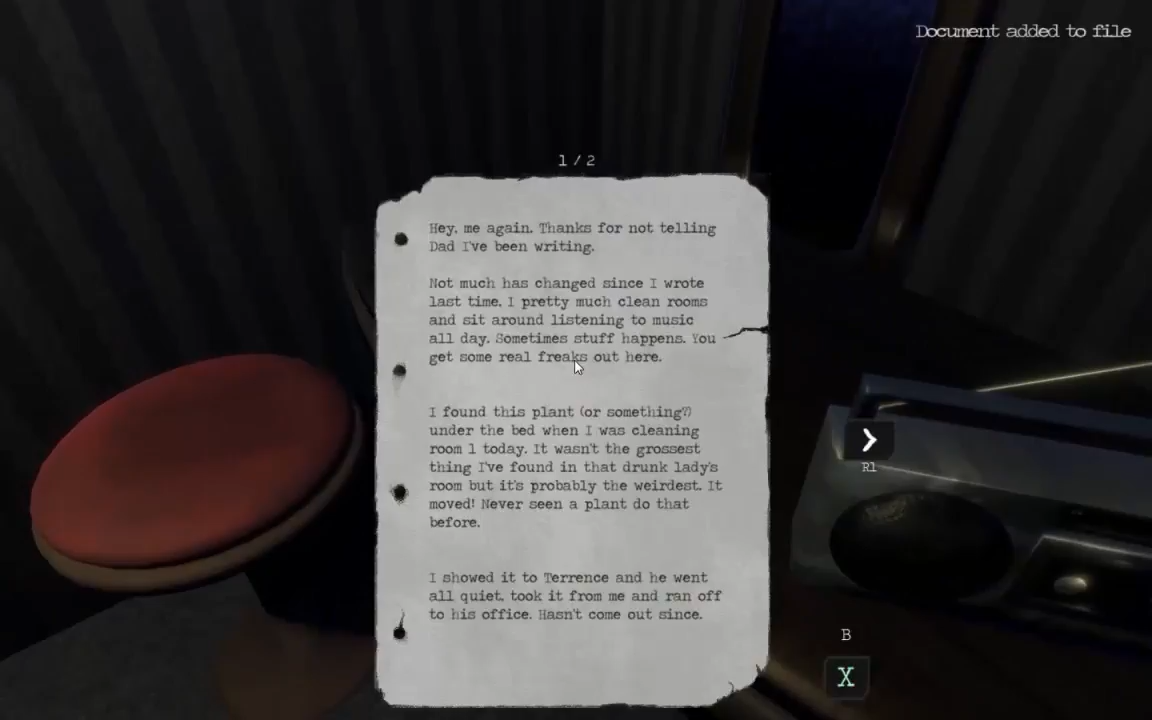 Document added to file
1 / 2
Hey, me again. Thanks for not telling
Dad I've been writing.
Not much has changed since I wrote
last time. I pretty much clean rooms
and sit around listening to music
all day. Sometimes stuff happens. You
get some real freaks out here.
I found this plant (or something?)
under the bed when I was cleaning
room 1 today. It wasn't the grossest
thing I've found in that drunk lady's
room but it's probably the weirdest. It
moved! Never seen a plant do that
before.
I showed it to Terrence and he went
all quiet, took it from me and ran off
to his office. Hasn't come out since.
R1
B
X